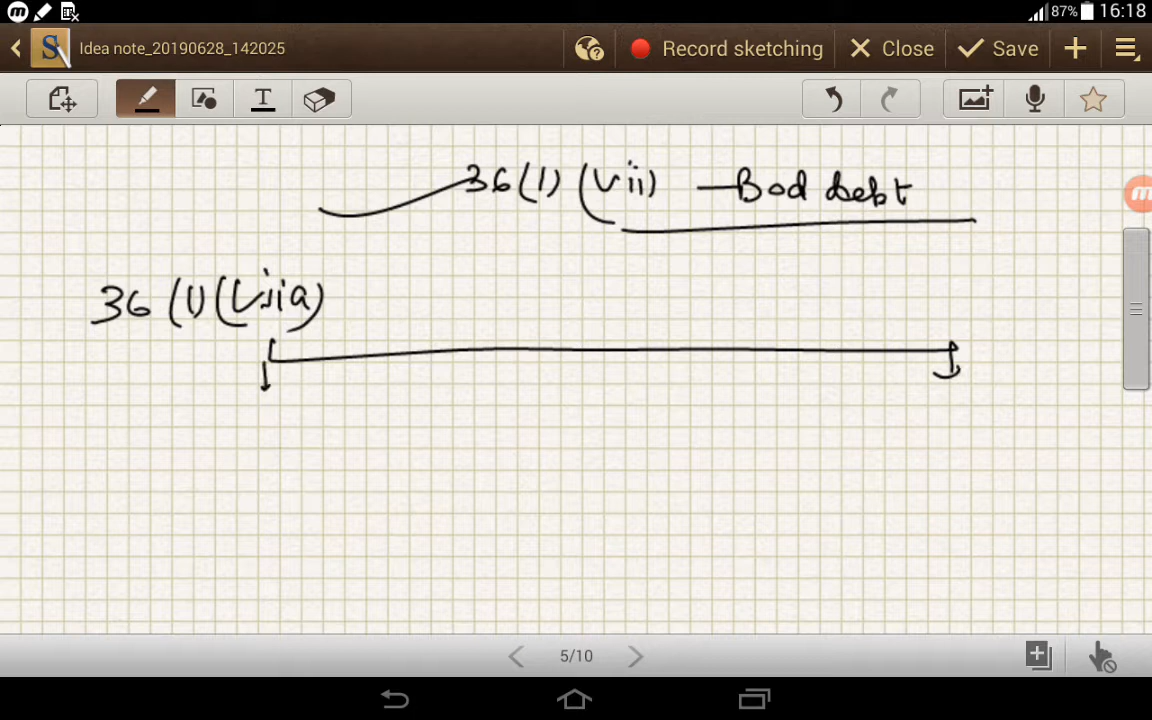 87% 16:18
Idea note_20190628_142025 Record sketching Close Save
T
36(1) (vii) — Bad debt
36 (1) (viia)
5/10